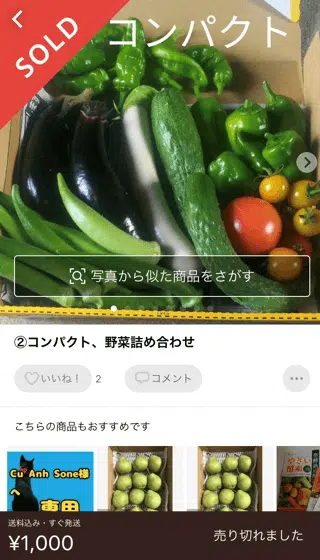 SOLD
コンパクト
写真から似た商品をさがす
②コンパクト、野菜詰め合わせ
いいね！ 2
コメント
こちらの商品もおすすめです
Cu Anh Sone様
へ
専用
送料込み・すぐ発送
¥1,000
売り切れました